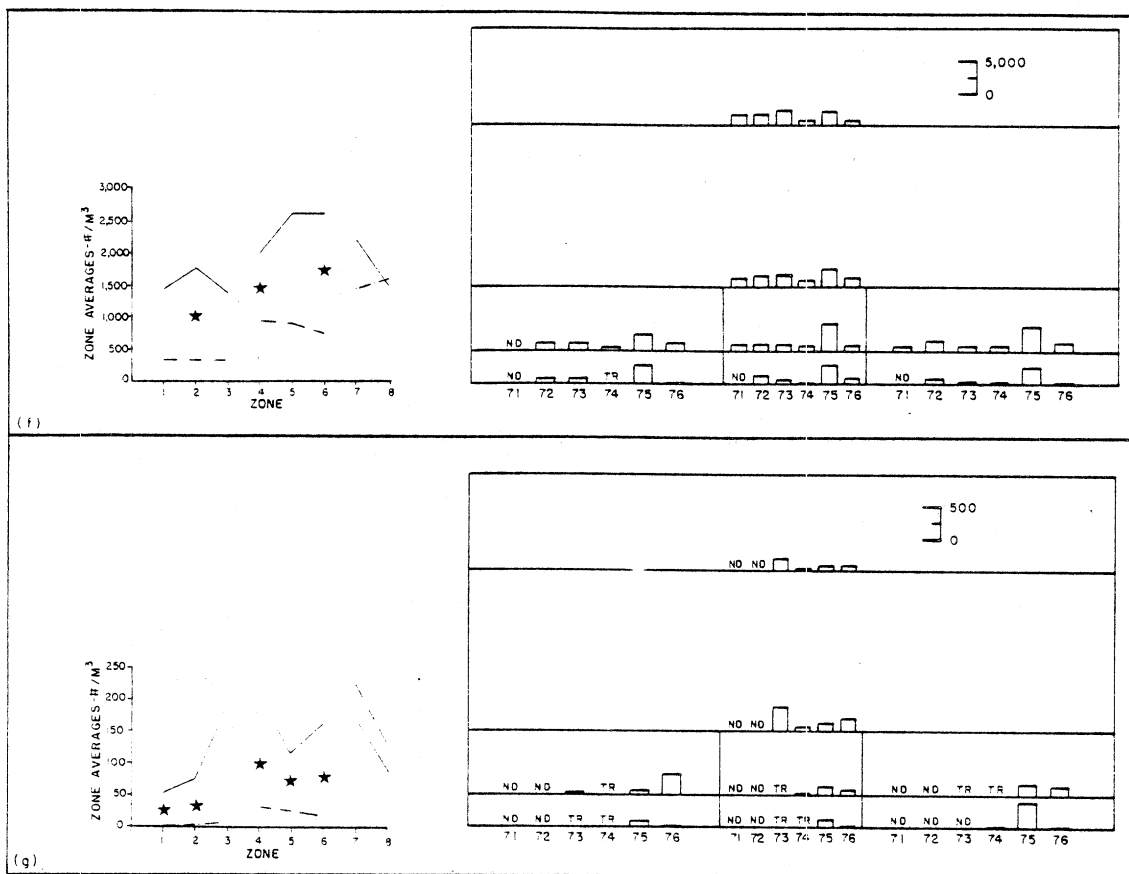 3,000
2,500
2,000
1,500
1,000
500
0
ZONE AVERAGES-#/M³
1 2 3 4 5 6 7 8
ZONE
(f)
5,000
0
ND
ND TR ND ND
71 72 73 74 75 76 71 72 73 74 75 76 71 72 73 74 75 76
250
200
150
100
50
0
ZONE AVERAGES-#/M³
1 2 3 4 5 6 7 8
ZONE
(g)
500
0
ND ND
ND ND
ND ND TR ND ND TR ND ND TR TR
ND ND TR TR ND ND TR TR ND ND ND
71 72 73 74 75 76 71 72 73 74 75 76 71 72 73 74 75 76